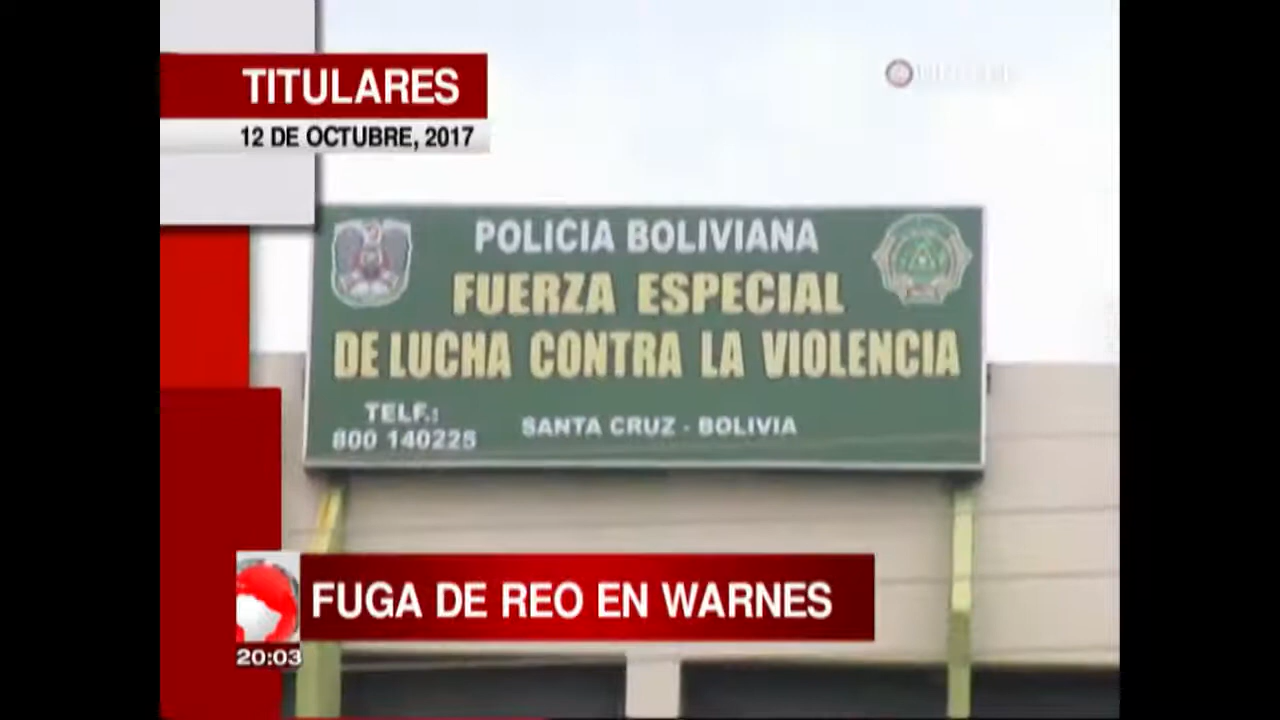 TITULARES
12 DE OCTUBRE, 2017
POLICIA BOLIVIANA
FUERZA ESPECIAL
DE LUCHA CONTRA LA VIOLENCIA
TELF.:
800 140225
SANTA CRUZ - BOLIVIA
FUGA DE REO EN WARNES
20:03